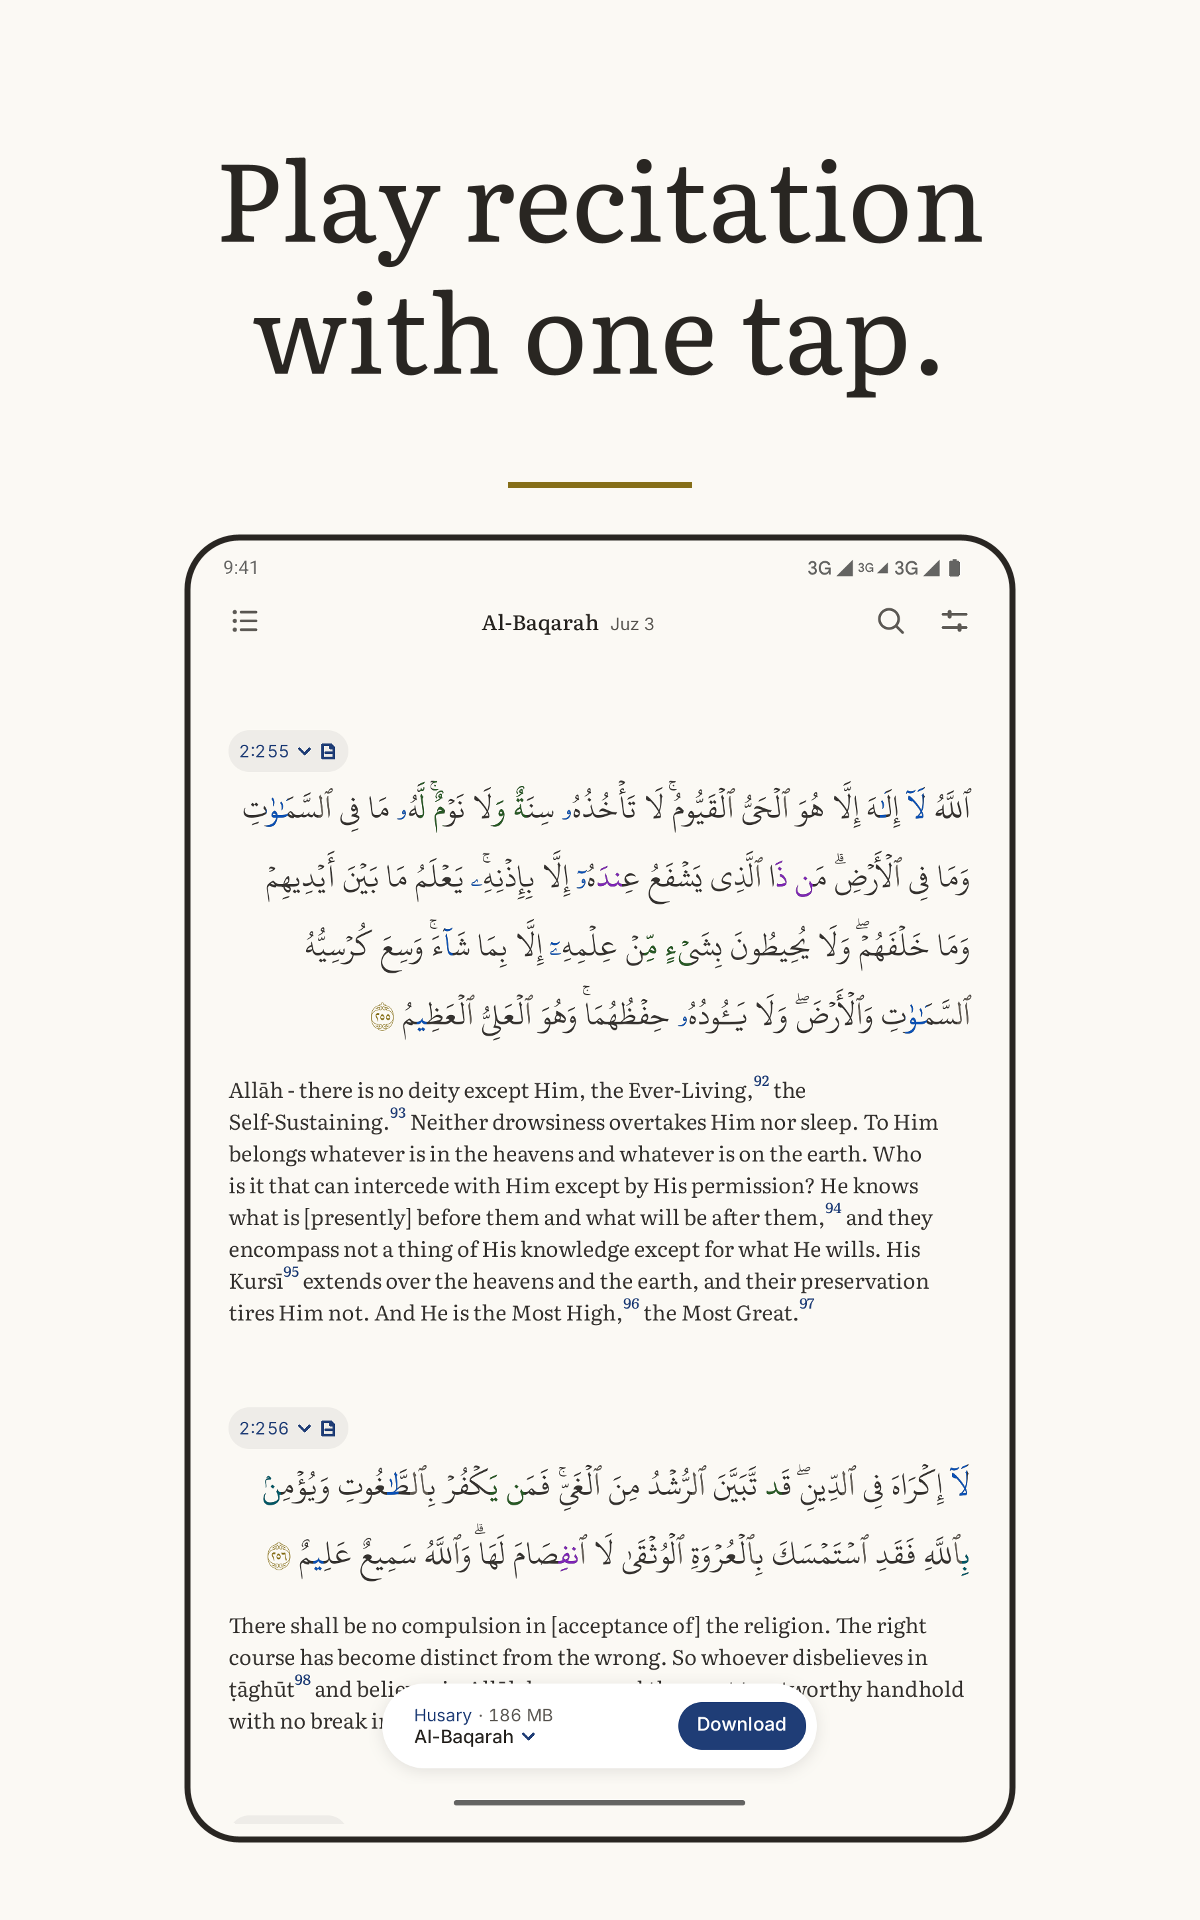 Play recitation
with one tap.
9:41
3G 3G 3G
Al-Baqarah Juz 3
2:255
ٱللَّهُ لَآ إِلَـٰهَ إِلَّا هُوَ ٱلْحَىُّ ٱلْقَيُّومُ ۚ لَا تَأْخُذُهُۥ سِنَةٌ وَلَا نَوْمٌ ۚ لَّهُۥ مَا فِى ٱلسَّمَـٰوَٰتِ
وَمَا فِى ٱلْأَرْضِ ۗ مَن ذَا ٱلَّذِى يَشْفَعُ عِندَهُۥٓ إِلَّا بِإِذْنِهِۦ ۚ يَعْلَمُ مَا بَيْنَ أَيْدِيهِمْ
وَمَا خَلْفَهُمْ ۖ وَلَا يُحِيطُونَ بِشَىْءٍ مِّنْ عِلْمِهِۦٓ إِلَّا بِمَا شَآءَ ۚ وَسِعَ كُرْسِيُّهُ
ٱلسَّمَـٰوَٰتِ وَٱلْأَرْضَ ۖ وَلَا يَـُٔودُهُۥ حِفْظُهُمَا ۚ وَهُوَ ٱلْعَلِىُّ ٱلْعَظِيمُ ٢٥٥
Allāh - there is no deity except Him, the Ever-Living,92 the
Self-Sustaining.93 Neither drowsiness overtakes Him nor sleep. To Him
belongs whatever is in the heavens and whatever is on the earth. Who
is it that can intercede with Him except by His permission? He knows
what is [presently] before them and what will be after them,94 and they
encompass not a thing of His knowledge except for what He wills. His
Kursī95 extends over the heavens and the earth, and their preservation
tires Him not. And He is the Most High,96 the Most Great.97
2:256
لَآ إِكْرَاهَ فِى ٱلدِّينِ ۖ قَد تَّبَيَّنَ ٱلرُّشْدُ مِنَ ٱلْغَىِّ ۚ فَمَن يَكْفُرْ بِٱلطَّـٰغُوتِ وَيُؤْمِنۢ
بِٱللَّهِ فَقَدِ ٱسْتَمْسَكَ بِٱلْعُرْوَةِ ٱلْوُثْقَىٰ لَا ٱنفِصَامَ لَهَا ۗ وَٱللَّهُ سَمِيعٌ عَلِيمٌ ٢٥٦
There shall be no compulsion in [acceptance of] the religion. The right
course has become distinct from the wrong. So whoever disbelieves in
ṭāghūt98 and handhold
with no break
Husary · 186 MB
Al-Baqarah
Download